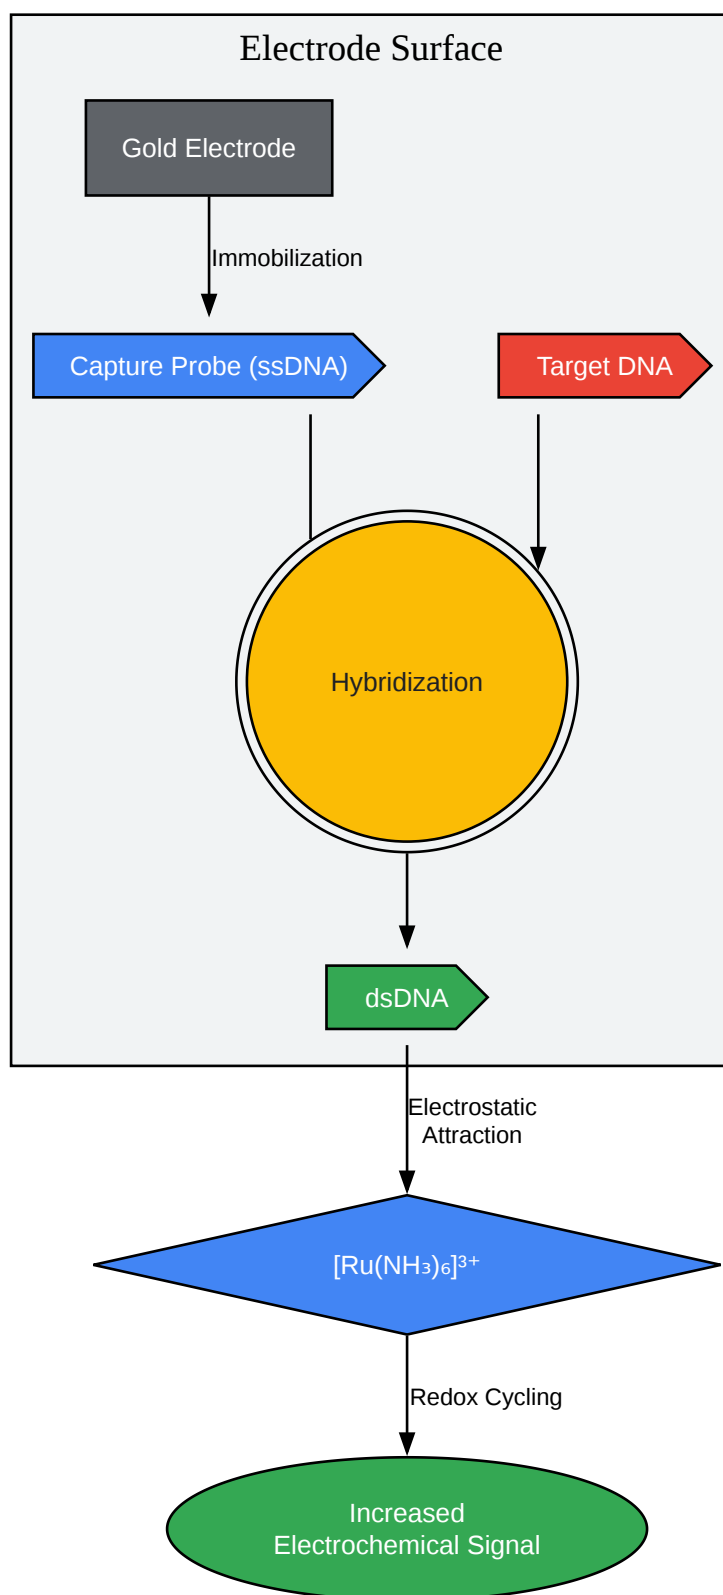 Electrode Surface
Gold Electrode
Immobilization
Capture Probe (ssDNA)
Target DNA
Hybridization
dsDNA
Electrostatic
Attraction
[Ru(NH₃)₆]³⁺
Redox Cycling
Increased
Electrochemical Signal